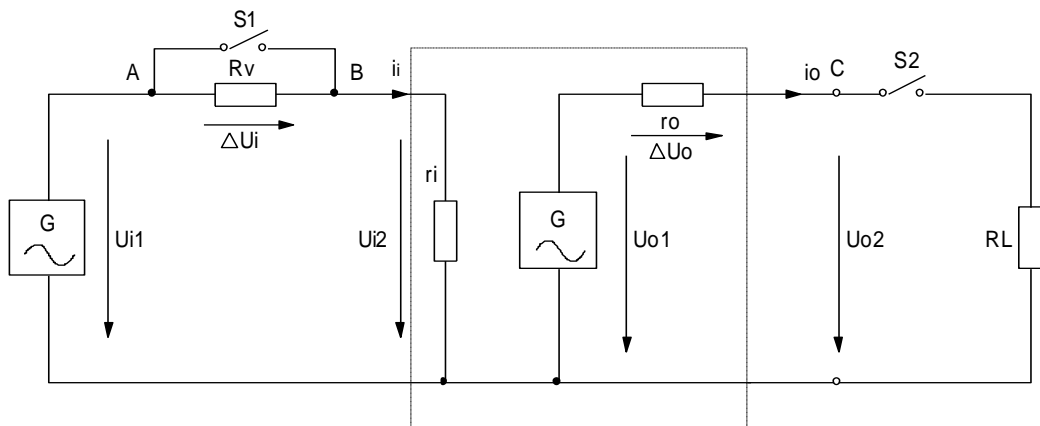 S1
A Rv B ii io C S2
△Ui ro
△Uo
ri
G G
Ui1 Ui2 Uo1 Uo2 RL